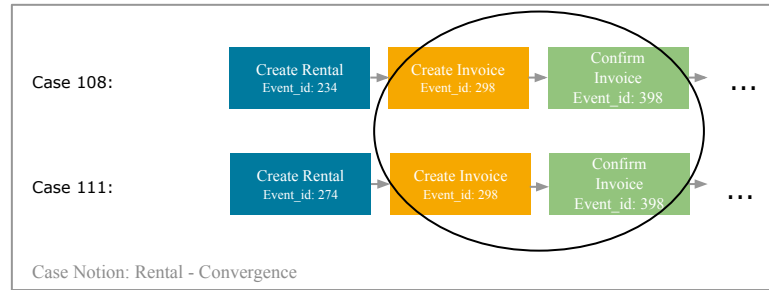 Case 108:
Create Rental
Event_id: 234
Create Invoice
Event_id: 298
Confirm
Invoice
Event_id: 398
...
Case 111:
Create Rental
Event_id: 274
Create Invoice
Event_id: 298
Confirm
Invoice
Event_id: 398
...
Case Notion: Rental - Convergence